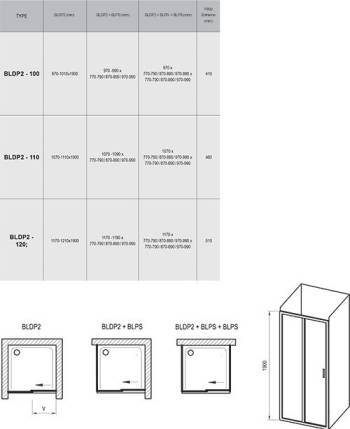 TYPE
BLDP2 (mm)
BLDP2 + BLPS (mm)
BLDP2 + BLPS + BLPS (mm)
(mm)
BLDP2 - 100
970-1010x1900
970 -990 x
770-790 / 870-890 / 970-990
970 x
770-790 / 870-890 / 970-990 x
770-790 / 870-890 / 970-990
410
BLDP2 - 110
1070-1110x1900
1070 -1090 x
770-790 / 870-890 / 970-990
1070 x
770-790 / 870-890 / 970-990 x
770-790 / 870-890 / 970-990
460
BLDP2 -
120;
1170-1210x1900
1170 -1190 x
770-790 / 870-890 / 970-990
1170 x
770-790 / 870-890 / 970-990 x
770-790 / 870-890 / 970-990
510
BLDP2
BLDP2 + BLPS
BLDP2 + BLPS + BLPS
V
1900